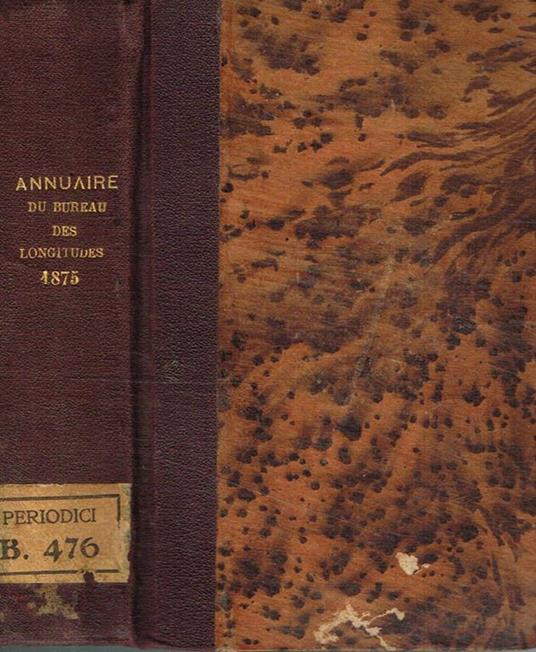 ANNUAIRE
DU BUREAU
DES
LONGITUDES
1875
PERIODICI
B. 476